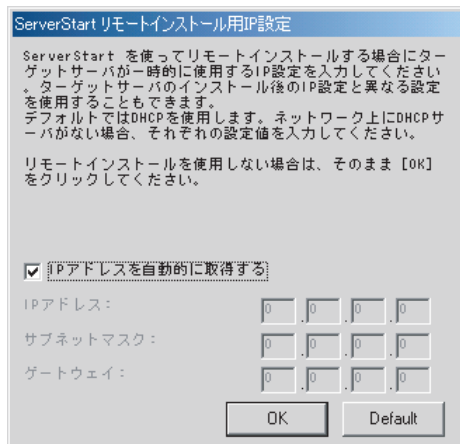 ServerStart リモートインストール用IP設定
ServerStart を使ってリモートインストールする場合にター
ゲットサーバが一時的に使用するIP設定を入力してください
。ターゲットサーバのインストール後のIP設定と異なる設定
を使用することもできます。
デフォルトではDHCPを使用します。ネットワーク上にDHCPサ
ーバがない場合、それぞれの設定値を入力してください。
リモートインストールを使用しない場合は、そのまま [OK]
をクリックしてください。
IPアドレスを自動的に取得する
IPアドレス: 0 . 0 . 0 . 0
サブネットマスク: 0 . 0 . 0 . 0
ゲートウェイ: 0 . 0 . 0 . 0
OK Default